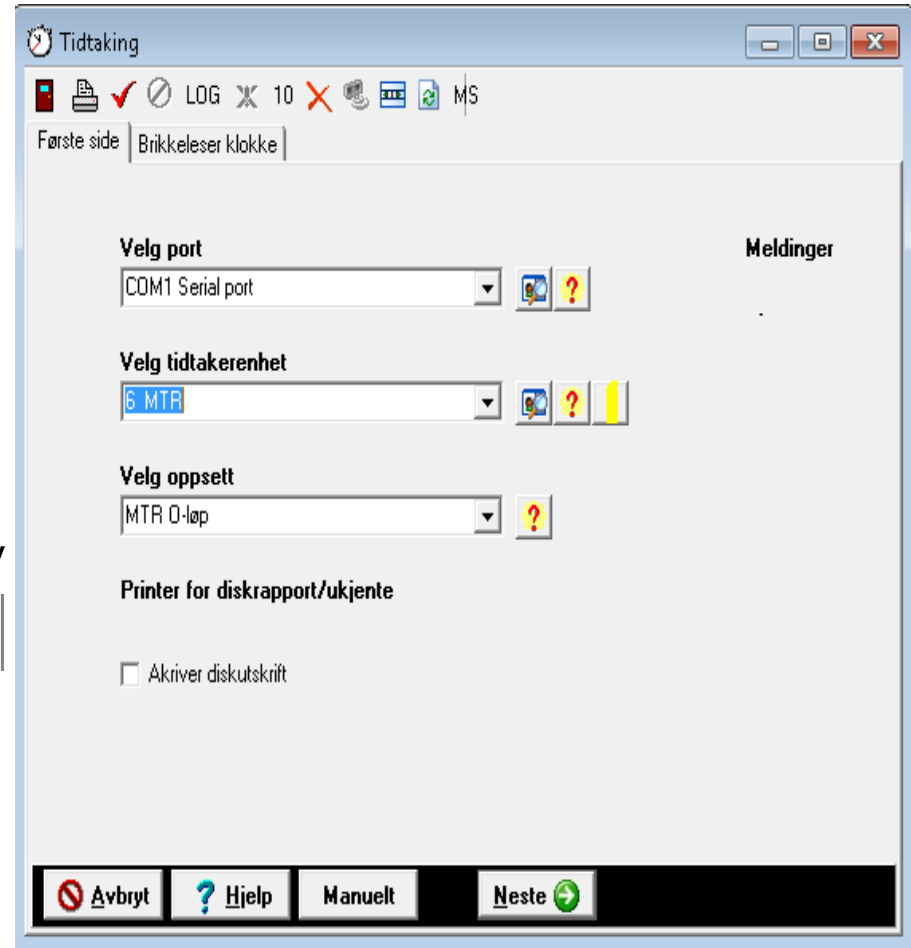 Tidtaking
LOG 10 MS
Første side Brikkeleser klokke
Velg port Meldinger
COM1 Serial port
Velg tidtakerenhet
6 MTR
Velg oppsett
MTR O-løp
Printer for diskrapport/ukjente
Akriver diskutskrift
Avbryt Hjelp Manuelt Neste